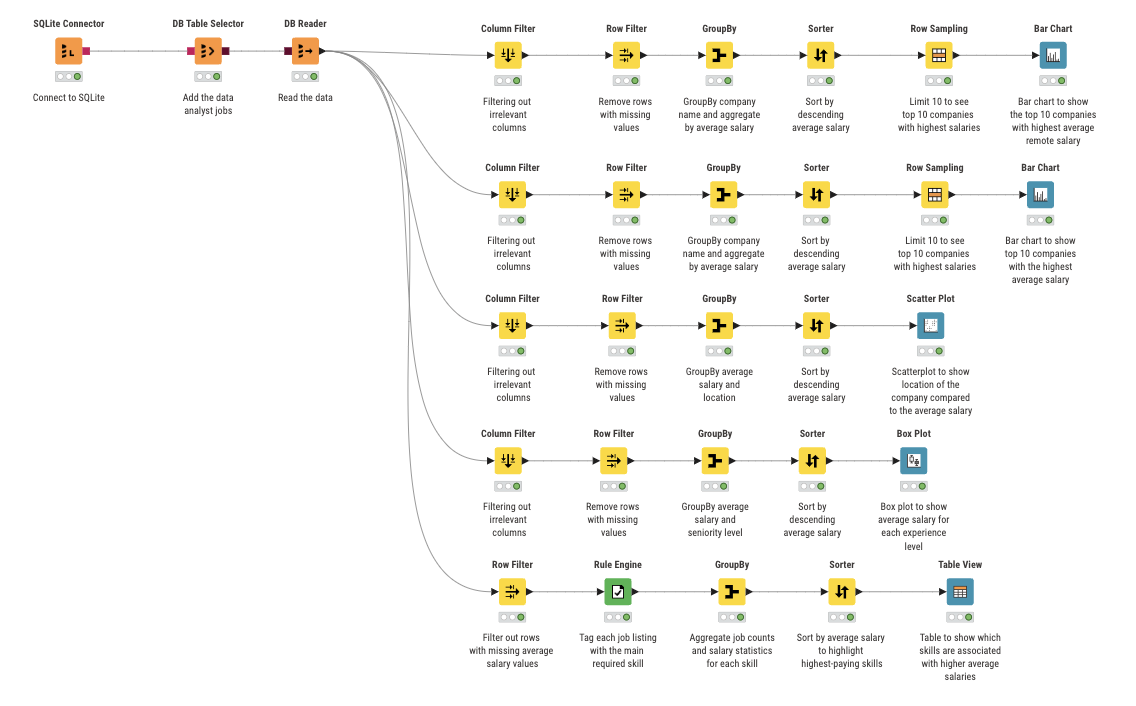 SQLite Connector
DB Table Selector
DB Reader
Connect to SQLite
Add the data
analyst jobs
Read the data
Column Filter
Row Filter
GroupBy
Sorter
Row Sampling
Bar Chart
Filtering out
irrelevant
columns
Remove rows
with missing
values
GroupBy company
name and aggregate
by average salary
Sort by
descending
average salary
Limit 10 to see
top 10 companies
with highest salaries
Bar chart to show
the top 10 companies
with highest average
remote salary
Column Filter
Row Filter
GroupBy
Sorter
Row Sampling
Bar Chart
Filtering out
irrelevant
columns
Remove rows
with missing
values
GroupBy company
name and aggregate
by average salary
Sort by
descending
average salary
Limit 10 to see
top 10 companies
with highest salaries
Bar chart to show
top 10 companies
with the highest
average salary
Column Filter
Row Filter
GroupBy
Sorter
Scatter Plot
Filtering out
irrelevant
columns
Remove rows
with missing
values
GroupBy average
salary and
location
Sort by
descending
average salary
Scatterplot to show
location of the
company compared
to the average salary
Column Filter
Row Filter
GroupBy
Sorter
Box Plot
Filtering out
irrelevant
columns
Remove rows
with missing
values
GroupBy average
salary and
seniority level
Sort by
descending
average salary
Box plot to show
average salary for
each experience
level
Row Filter
Rule Engine
GroupBy
Sorter
Table View
Filter out rows
with missing average
salary values
Tag each job listing
with the main
required skill
Aggregate job counts
and salary statistics
for each skill
Sort by average salary
to highlight
highest-paying skills
Table to show which
skills are associated
with higher average
salaries